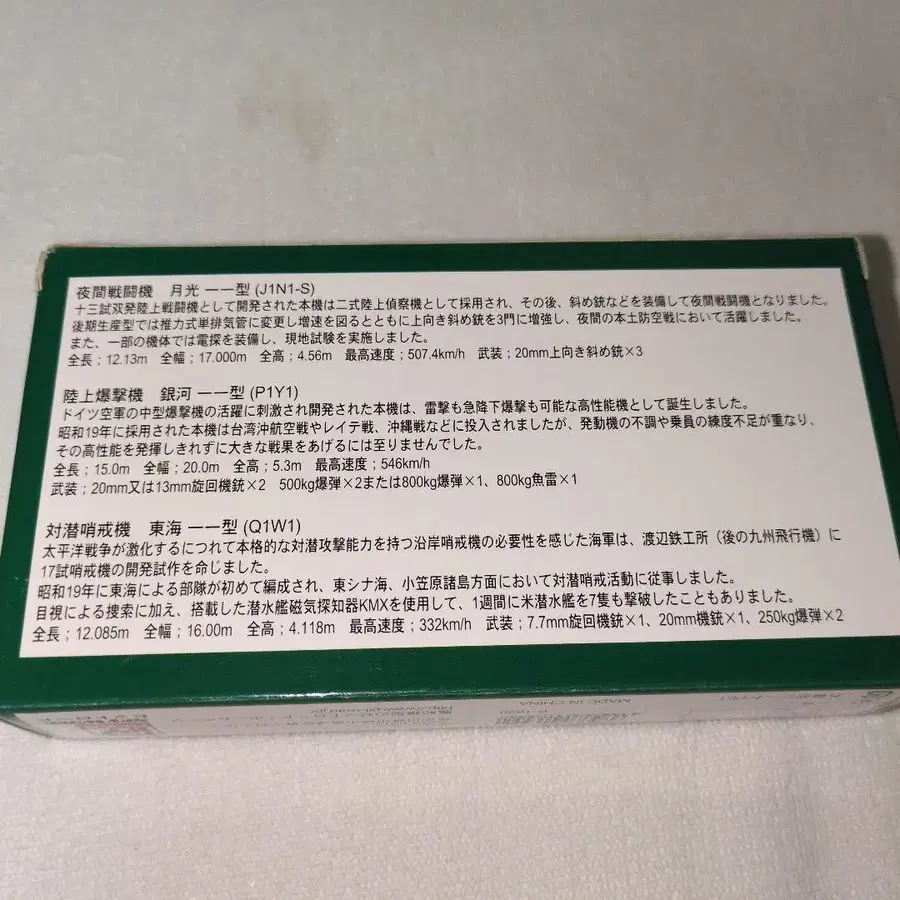 夜間戦闘機 月光 一一型 (J1N1-S)
十三試双発陸上戦闘機として開発された本機は二式陸上偵察機として採用され、その後、斜め銃などを装備して夜間戦闘機となりました。
後期生産型では推力式単排気管に変更し増速を図るとともに上向き斜め銃を3門に増強し、夜間の本土防空戦において活躍しました。
また、一部の機体では電探を装備し、現地試験を実施しました。
全長；12.13m 全幅；17.000m 全高；4.56m 最高速度；507.4km/h 武装；20mm上向き斜め銃×3
陸上爆撃機 銀河 一一型 (P1Y1)
ドイツ空軍の中型爆撃機の活躍に刺激され開発された本機は、雷撃も急降下爆撃も可能な高性能機として誕生しました。
昭和19年に採用された本機は台湾沖航空戦やレイテ戦、沖縄戦などに投入されましたが、発動機の不調や乗員の練度不足が重なり、
その高性能を発揮しきれずに大きな戦果をあげるには至りませんでした。
全長；15.0m 全幅；20.0m 全高；5.3m 最高速度；546km/h
武装；20mm又は13mm旋回機銃×2 500kg爆弾×2または800kg爆弾×1、800kg魚雷×1
対潜哨戒機 東海 一一型 (Q1W1)
太平洋戦争が激化するにつれて本格的な対潜攻撃能力を持つ沿岸哨戒機の必要性を感じた海軍は、渡辺鉄工所（後の九州飛行機）に
17試哨戒機の開発試作を命じました。
昭和19年に東海による部隊が初めて編成され、東シナ海、小笠原諸島方面において対潜哨戒活動に従事しました。
目視による捜索に加え、搭載した潜水艦磁気探知器KMXを使用して、1週間に米潜水艦を7隻も撃破したこともありました。
全長；12.085m 全幅；16.00m 全高；4.118m 最高速度；332km/h 武装；7.7mm旋回機銃×1、20mm機銃×1、250kg爆弾×2
MADE IN CHINA